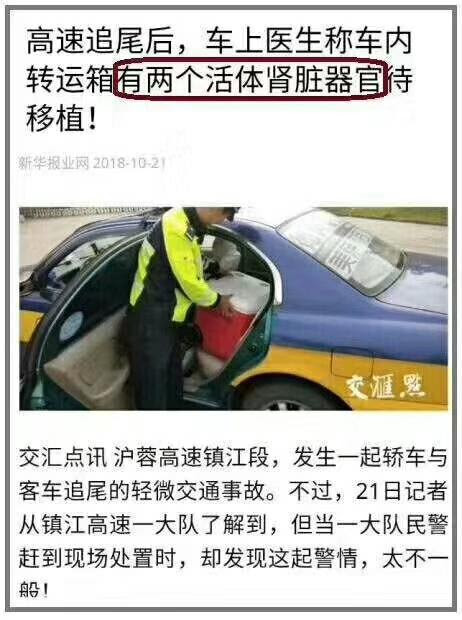 高速追尾后，车上医生称车内
转运箱有两个活体肾脏器官待
移植！
新华报业网 2018-10-21
交汇点
交汇点讯 沪蓉高速镇江段，发生一起轿车与
客车追尾的轻微交通事故。不过，21日记者
从镇江高速一大队了解到，但当一大队民警
赶到现场处置时，却发现这起警情，太不一
般！